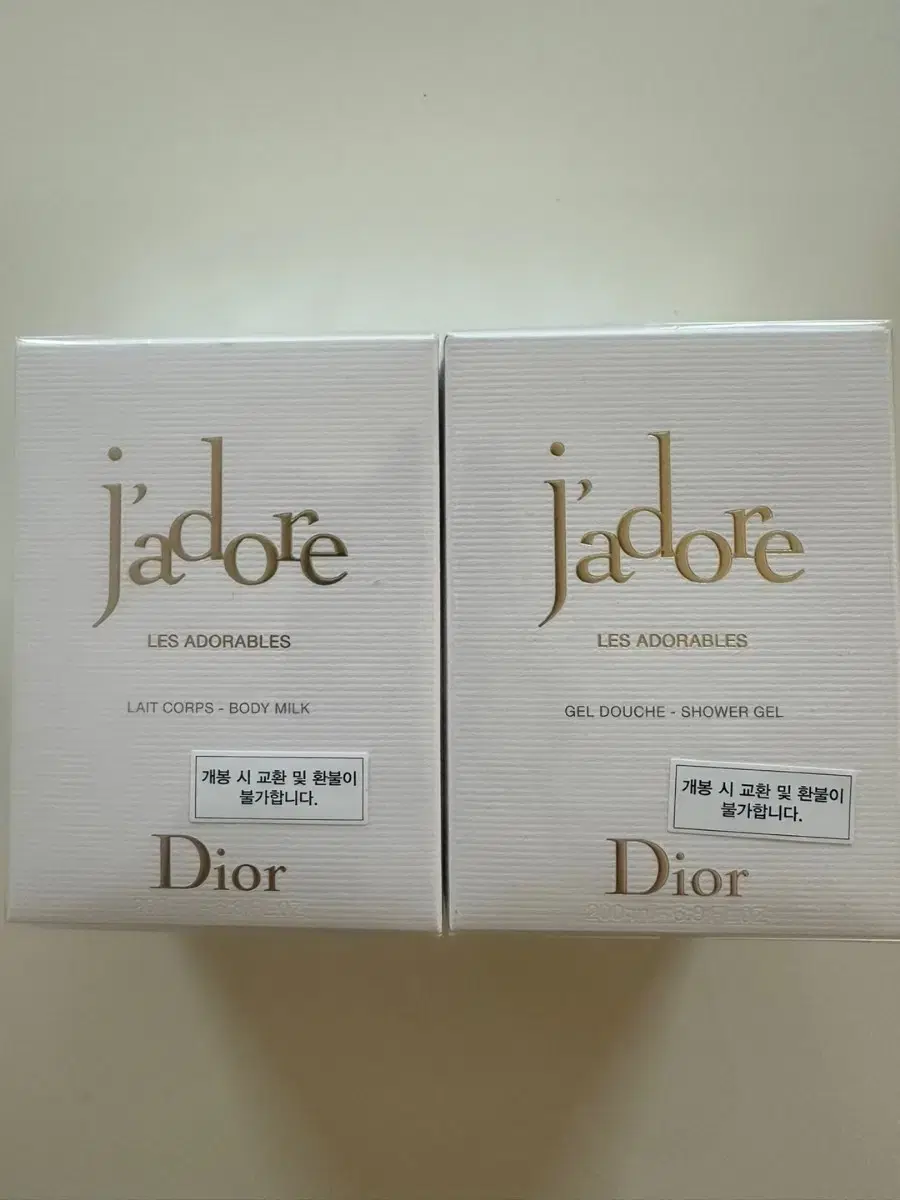 j'adore
LES ADORABLES
LAIT CORPS - BODY MILK
개봉 시 교환 및 환불이
불가합니다.
Dior
j'adore
LES ADORABLES
GEL DOUCHE - SHOWER GEL
개봉 시 교환 및 환불이
불가합니다.
Dior